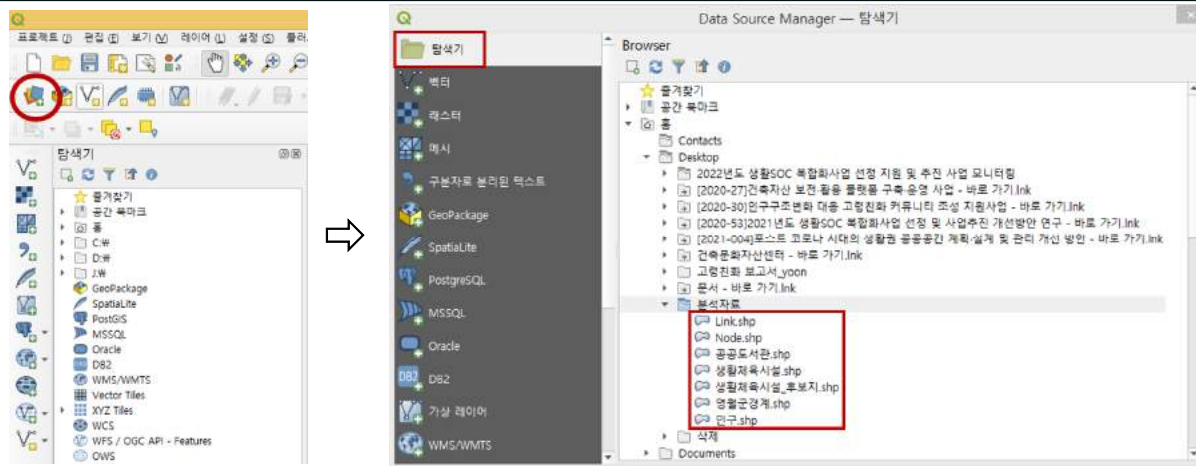 프로젝트 (J) 편집 (E) 보기 (V) 레이어 (L) 설정 (S) 플러
탐색기
즐겨찾기
공간 북마크
홈
C:₩
D:₩
J:₩
GeoPackage
SpatiaLite
PostGIS
MSSQL
Oracle
DB2
WMS/WMTS
Vector Tiles
XYZ Tiles
WCS
WFS / OGC API - Features
OWS
Data Source Manager — 탐색기
탐색기
벡터
래스터
메시
구분자로 분리된 텍스트
GeoPackage
SpatiaLite
PostgreSQL
MSSQL
Oracle
DB2
가상 레이어
WMS/WMTS
Browser
즐겨찾기
공간 북마크
홈
Contacts
Desktop
2022년도 생활SOC 복합화사업 선정 지원 및 추진 사업 모니터링
[2020-27]건축자산 보전·활용 플랫폼 구축·운영 사업 - 바로 가기.lnk
[2020-30]인구구조변화 대응 고령친화 커뮤니티 조성 지원사업 - 바로 가기.lnk
[2020-53]2021년도 생활SOC 복합화사업 선정 및 사업추진 개선방안 연구 - 바로 가기.lnk
[2021-004]포스트 코로나 시대의 생활권 공공공간 계획·설계 및 관리 개선 방안 - 바로 가기.lnk
건축문화자산센터 - 바로 가기.lnk
고령친화 보고서_yoon
문서 - 바로 가기.lnk
분석자료
Link.shp
Node.shp
공공도서관.shp
생활체육시설.shp
생활체육시설_후보지.shp
영월군경계.shp
인구.shp
삭제
Documents